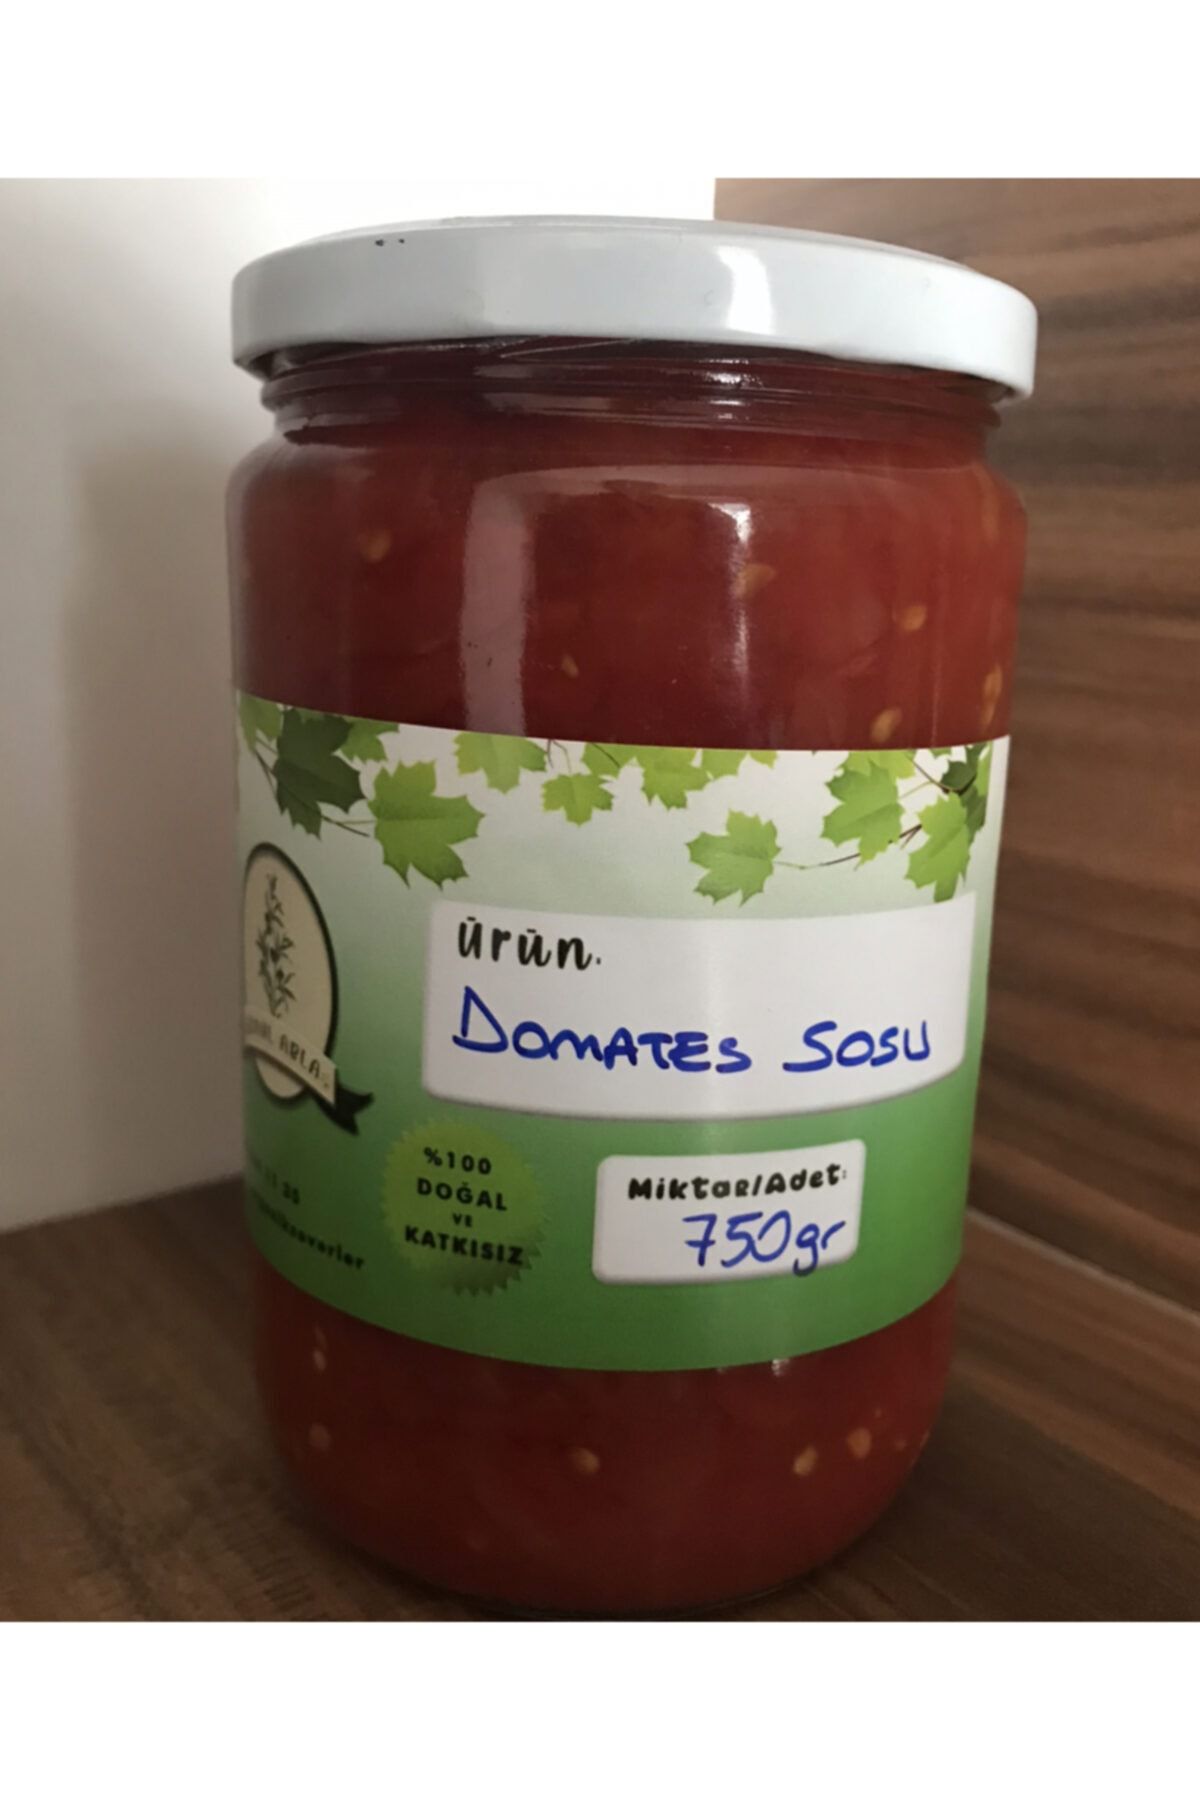 Ürün.
DOMATES SOSU
%100
DOĞAL
VE
KATKISIZ
Miktar/Adet:
750gr